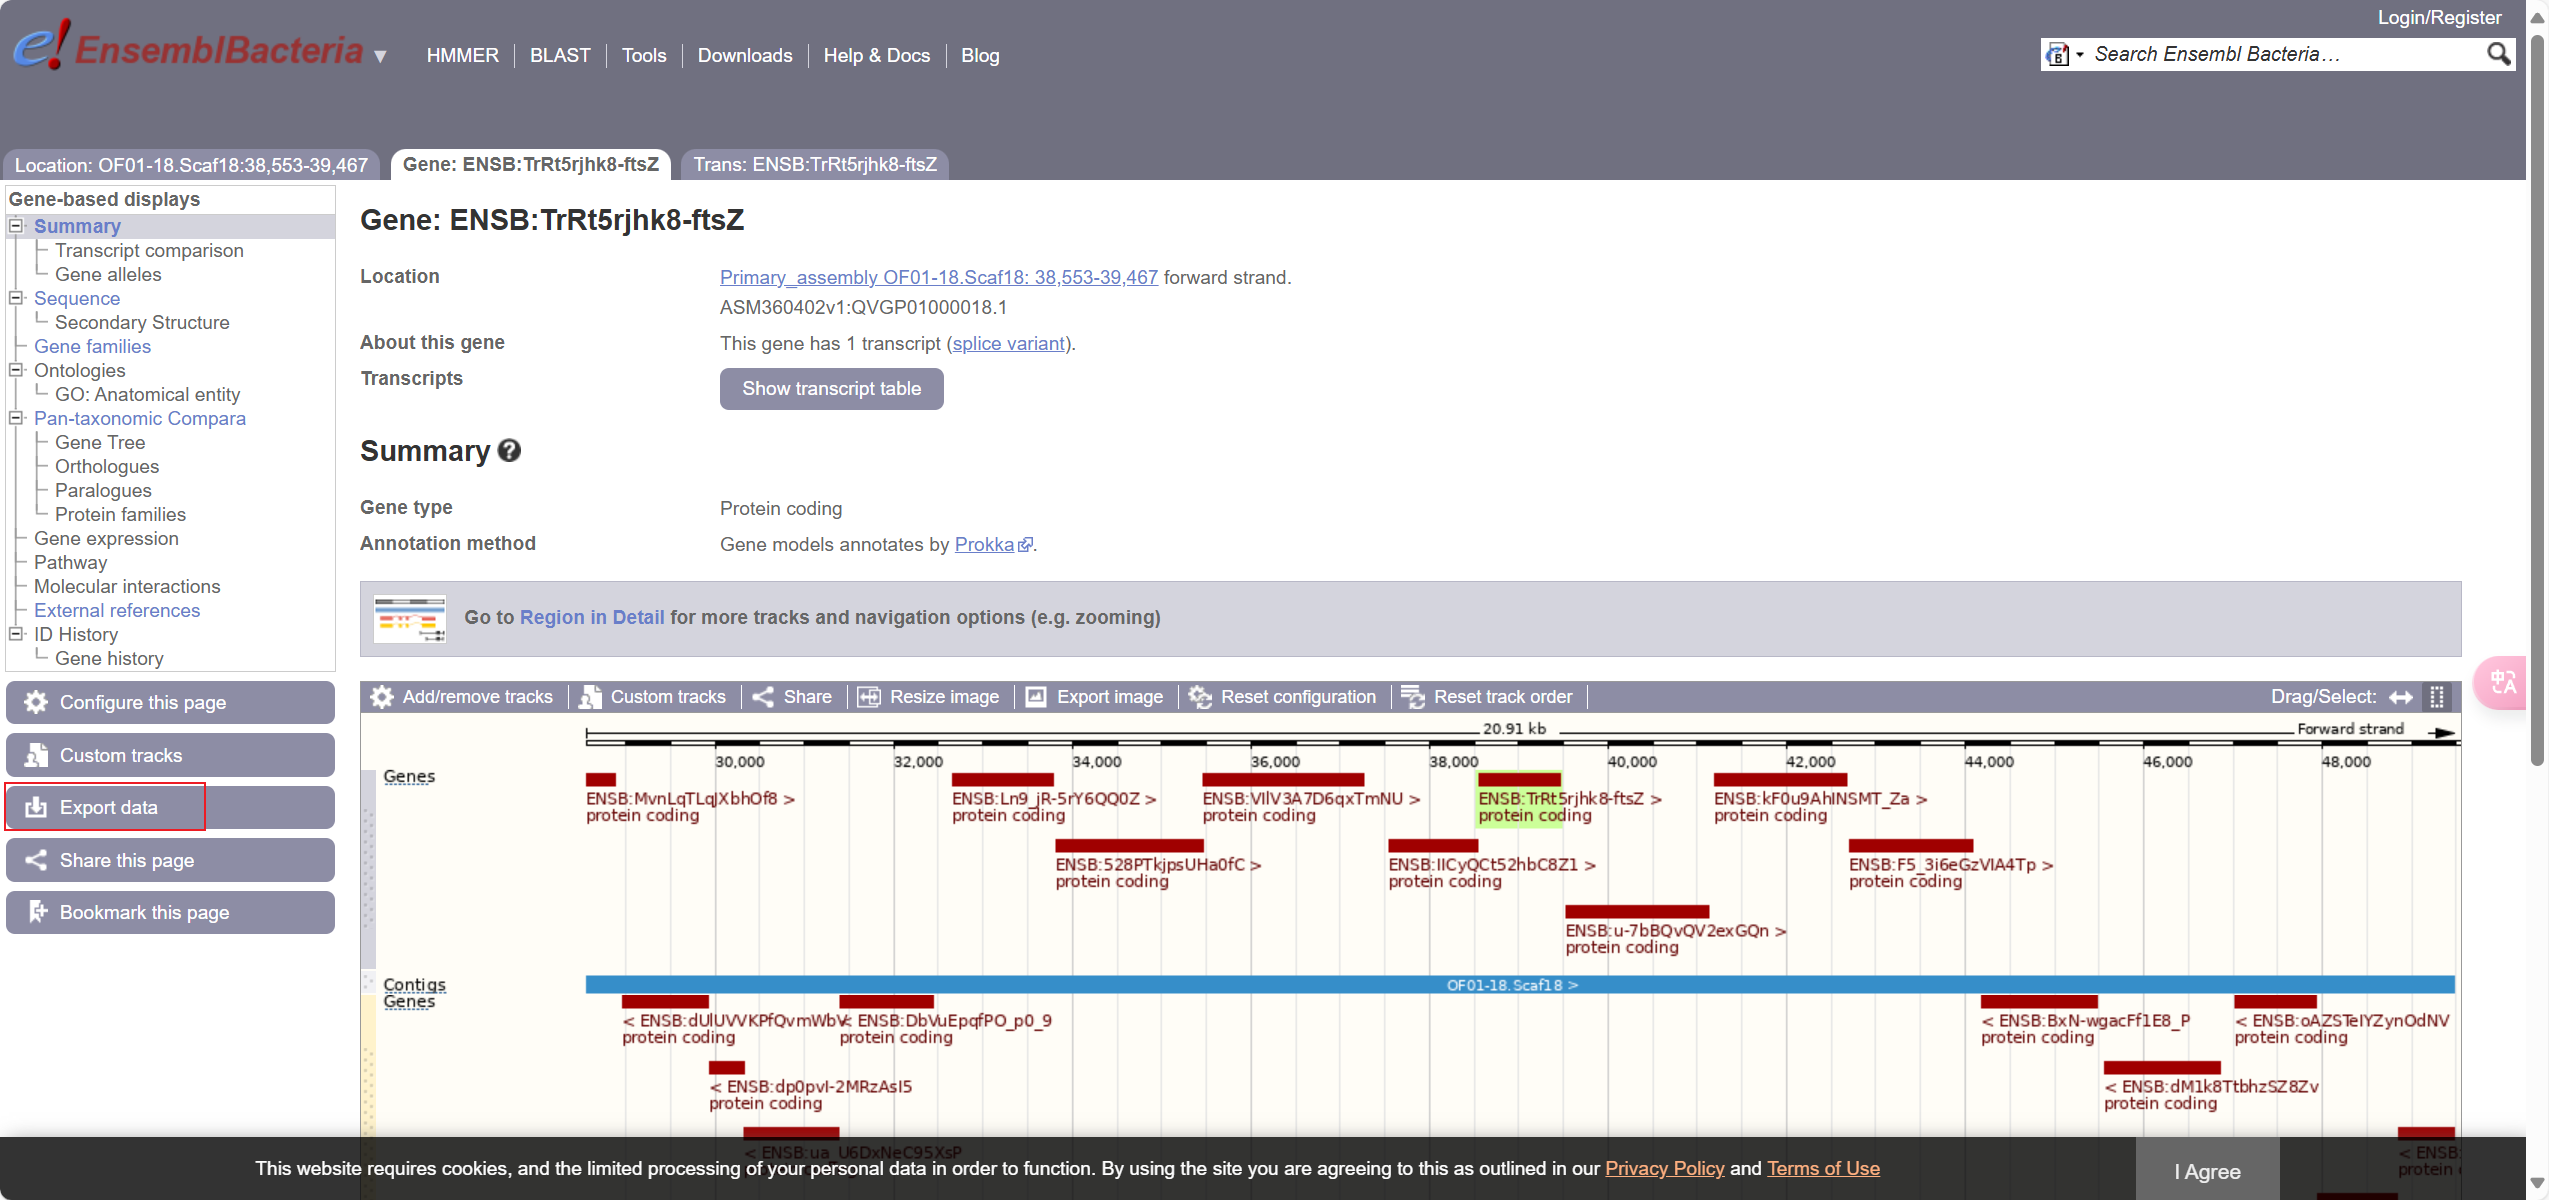 Login/Register
e!EnsemblBacteria ▼ HMMER BLAST Tools Downloads Help & Docs Blog
Search Ensembl Bacteria…
Location: OF01-18.Scaf18:38,553-39,467 Gene: ENSB:TrRt5rjhk8-ftsZ Trans: ENSB:TrRt5rjhk8-ftsZ
Gene-based displays
Summary
Transcript comparison
Gene alleles
Sequence
Secondary Structure
Gene families
Ontologies
GO: Anatomical entity
Pan-taxonomic Compara
Gene Tree
Orthologues
Paralogues
Protein families
Gene expression
Pathway
Molecular interactions
External references
ID History
Gene history
Configure this page
Custom tracks
Export data
Share this page
Bookmark this page
Gene: ENSB:TrRt5rjhk8-ftsZ
Location Primary_assembly OF01-18.Scaf18: 38,553-39,467 forward strand.
ASM360402v1:QVGP01000018.1
About this gene This gene has 1 transcript (splice variant).
Transcripts Show transcript table
Summary ?
Gene type Protein coding
Annotation method Gene models annotates by Prokka.
Go to Region in Detail for more tracks and navigation options (e.g. zooming)
Add/remove tracks Custom tracks Share Resize image Export image Reset configuration Reset track order Drag/Select:
中A
20.91 kb Forward strand
30,000 32,000 34,000 36,000 38,000 40,000 42,000 44,000 46,000 48,000
Genes
ENSB:MvnLqTLqJXbhOf8 > ENSB:Ln9_jR-5rY6QQ0Z > ENSB:VIlV3A7D6qxTmNU > ENSB:TrRt5rjhk8-ftsZ > ENSB:kF0u9AhINSMT_Za >
protein coding protein coding protein coding protein coding protein coding
ENSB:528PTkjpsUHa0fC > ENSB:IICyQCt52hbC8Z1 > ENSB:F5_3i6eGzVIA4Tp >
protein coding protein coding protein coding
ENSB:u-7bBQvQV2exGQn >
protein coding
Contigs OF01-18.Scaf18 >
Genes
< ENSB:dUlUVVKPfQvmWbV < ENSB:DbVuEpqfPO_p0_9 < ENSB:BxN-wgacFf1E8_P < ENSB:oAZSTeIYZynOdNV
protein coding protein coding protein coding protein coding
< ENSB:dp0pvI-2MRzAsI5 < ENSB:dM1k8TtbhzSZ8Zv
protein coding protein coding
< ENSB:ua_U6DxNeC95XsP < ENSB:
protein
This website requires cookies, and the limited processing of your personal data in order to function. By using the site you are agreeing to this as outlined in our Privacy Policy and Terms of Use
I Agree